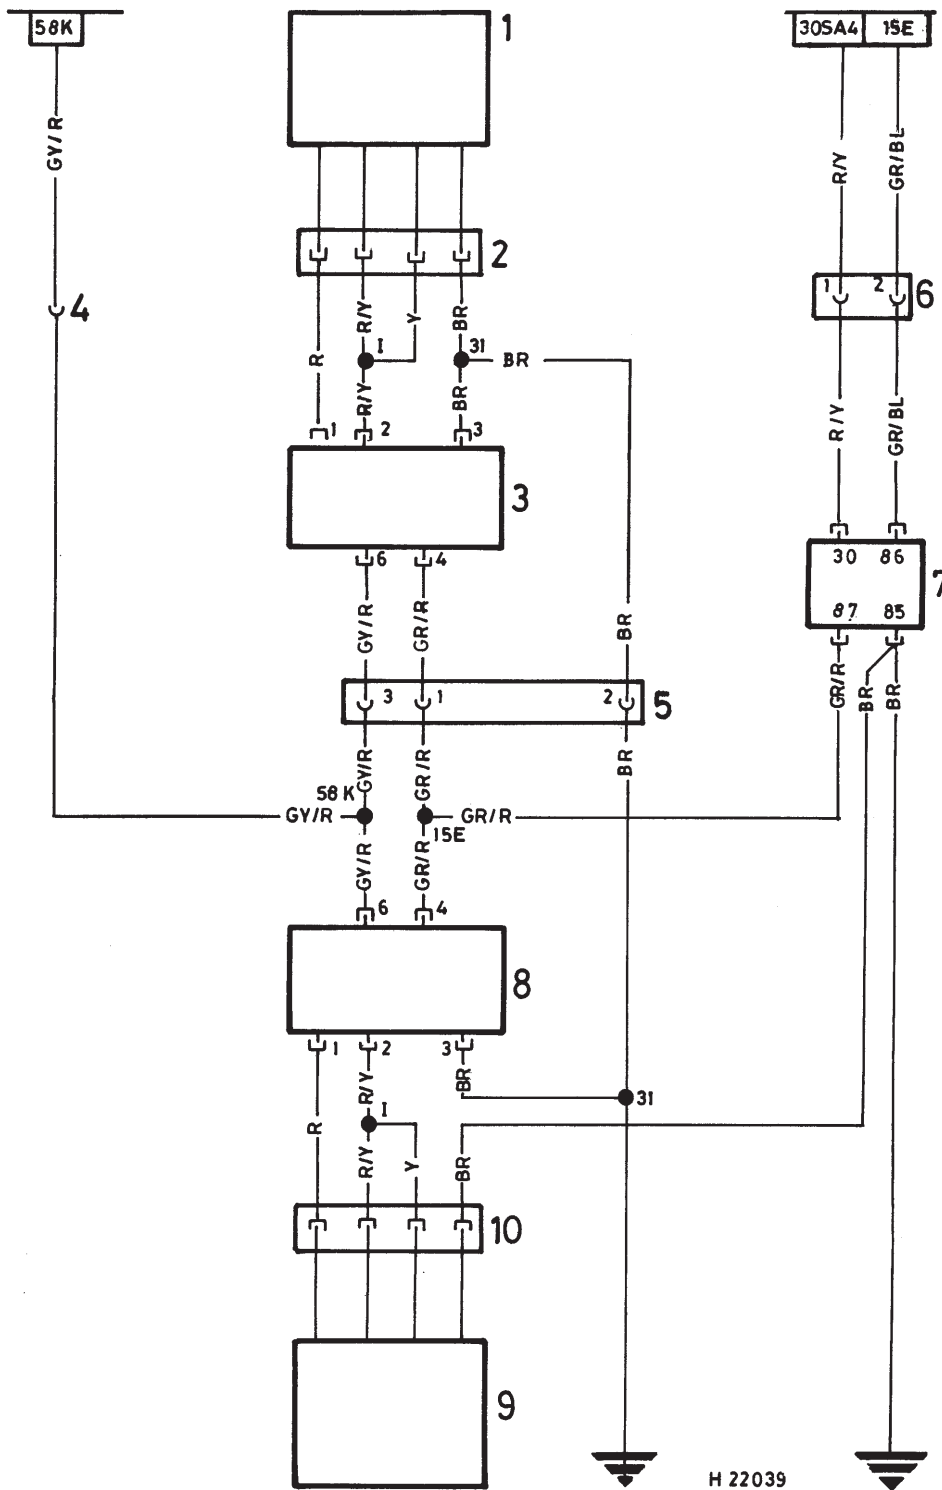 58K
1
30SA4 15E
GY/R
R/Y
GR/BL
2
4
1 2 6
R/Y Y BR
R
I 31
BR
R/Y BR
1 2 3
R/Y GR/BL
3
30 86
7
87 85
6 4
GY/R GR/R BR
3 1 2 5
GR/R BR BR
GY/R GR/R BR
58K
GY/R GR/R
15E
GY/R GR/R
6 4
8
1 2 3
R/Y BR
31
I
R R/Y Y BR
10
9
H 22039